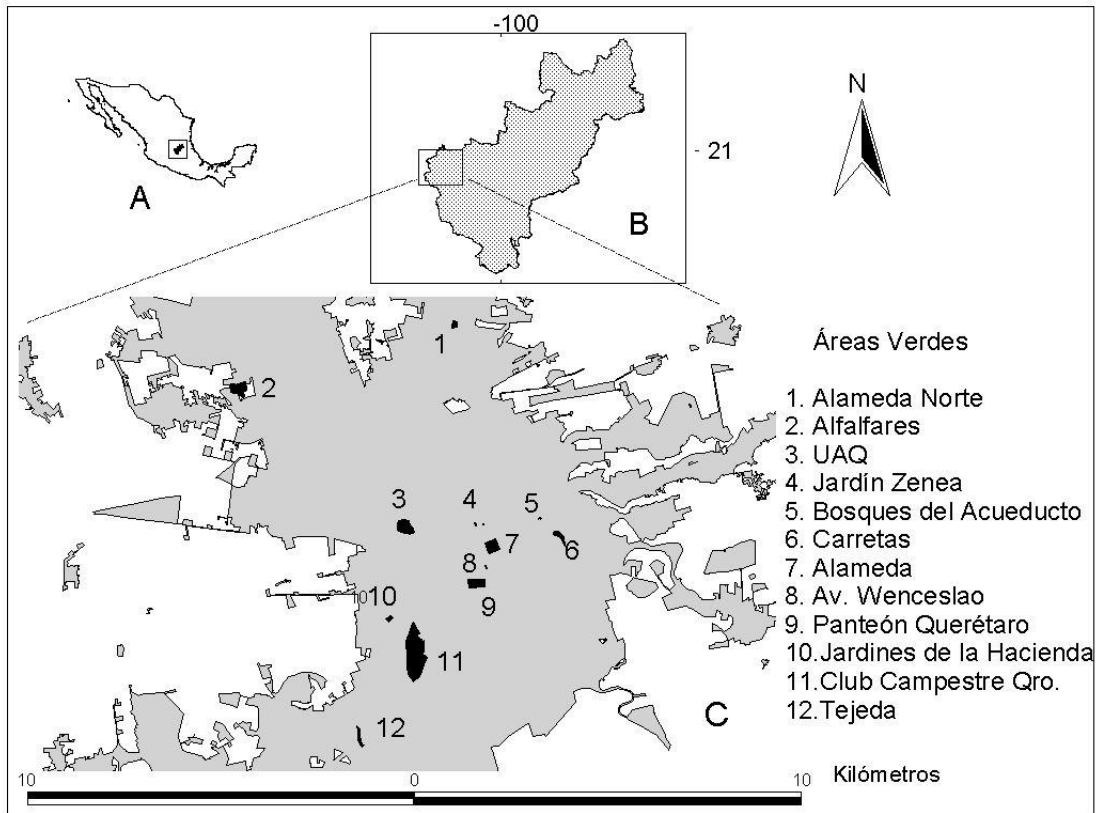 -100
N
21
A
B
1
2
3
4
5
6
7
8
9
10
11
12
C
Áreas Verdes
1. Alameda Norte
2. Alfalfares
3. UAQ
4. Jardín Zenea
5. Bosques del Acueducto
6. Carretas
7. Alameda
8. Av. Wenceslao
9. Panteón Querétaro
10.Jardines de la Hacienda
11.Club Campestre Qro.
12.Tejeda
10 0 10 Kilómetros